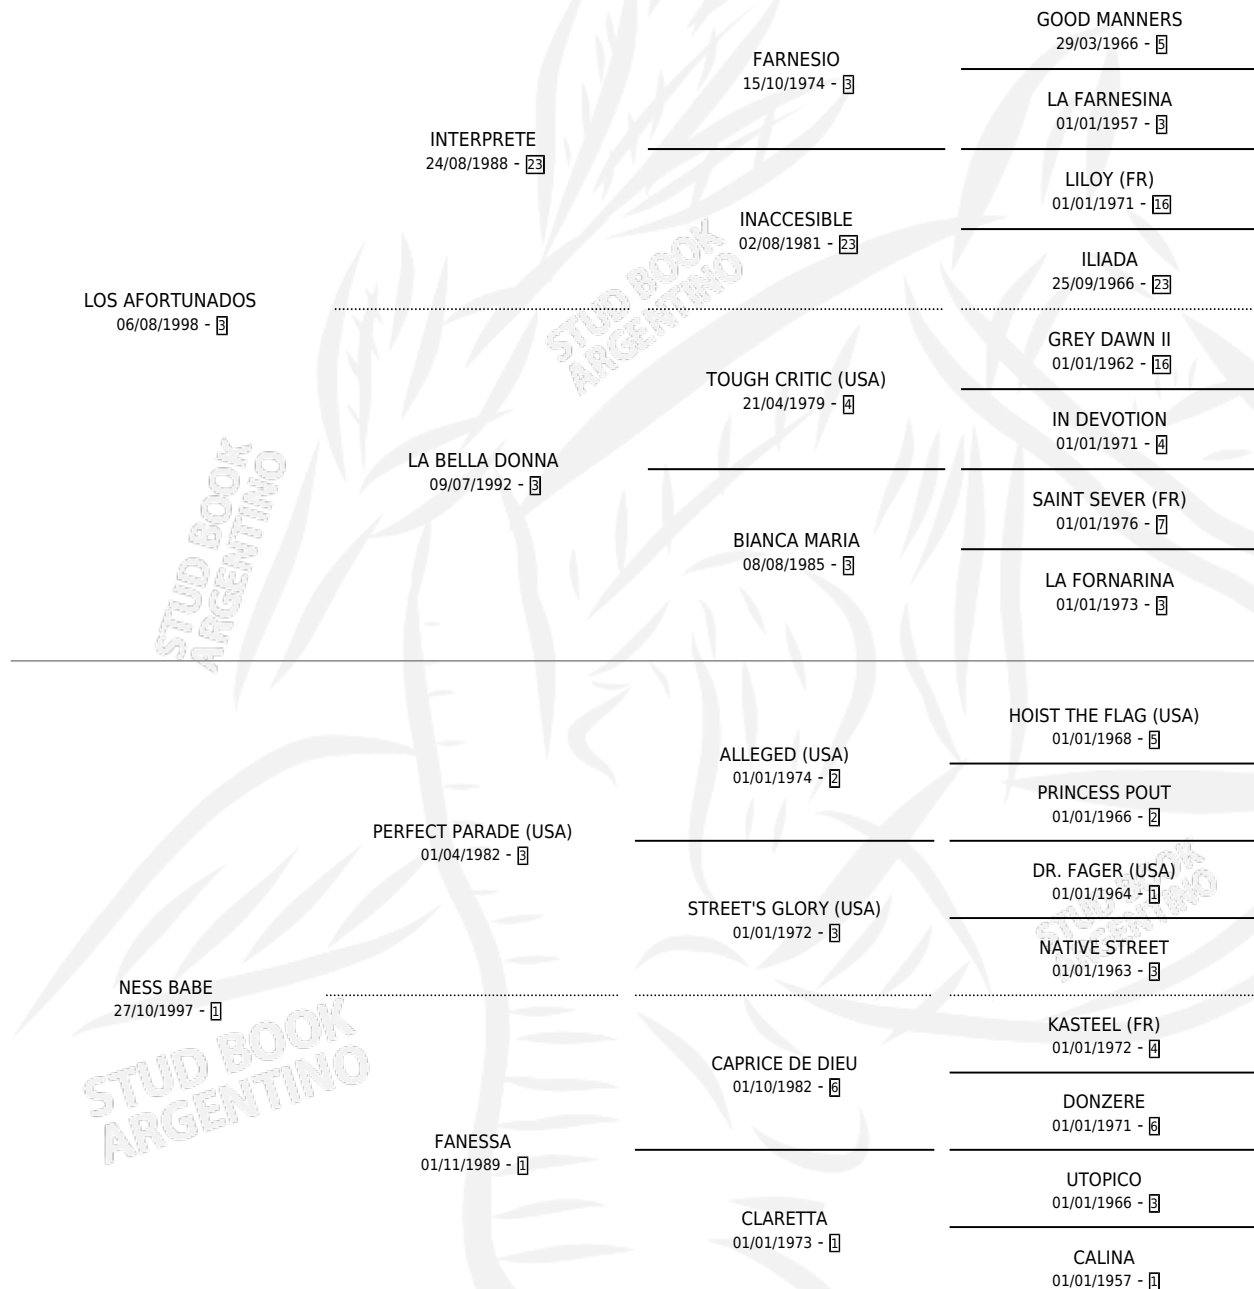 GOOD MANNERS
29/03/1966 - 5
FARNESIO
15/10/1974 - 3
LA FARNESINA
01/01/1957 - 3
INTERPRETE
24/08/1988 - 23
LILOY (FR)
01/01/1971 - 16
INACCESIBLE
02/08/1981 - 23
ILIADA
25/09/1966 - 23
LOS AFORTUNADOS
06/08/1998 - 3
GREY DAWN II
01/01/1962 - 16
TOUGH CRITIC (USA)
21/04/1979 - 4
IN DEVOTION
01/01/1971 - 4
LA BELLA DONNA
09/07/1992 - 3
SAINT SEVER (FR)
01/01/1976 - 7
BIANCA MARIA
08/08/1985 - 3
LA FORNARINA
01/01/1973 - 3
HOIST THE FLAG (USA)
01/01/1968 - 5
ALLEGED (USA)
01/01/1974 - 2
PRINCESS POUT
01/01/1966 - 2
PERFECT PARADE (USA)
01/04/1982 - 3
DR. FAGER (USA)
01/01/1964 - 1
STREET'S GLORY (USA)
01/01/1972 - 3
NATIVE STREET
01/01/1963 - 3
NESS BABE
27/10/1997 - 1
KASTEEL (FR)
01/01/1972 - 4
CAPRICE DE DIEU
01/10/1982 - 6
DONZERE
01/01/1971 - 6
FANESSA
01/11/1989 - 1
UTOPICO
01/01/1966 - 3
CLARETTA
01/01/1973 - 1
CALINA
01/01/1957 - 1
STUD BOOK
ARGENTINO
STUD BOOK
ARGENTINO
STUD BOOK
ARGENTINO
STUD BOOK
ARGENTINO